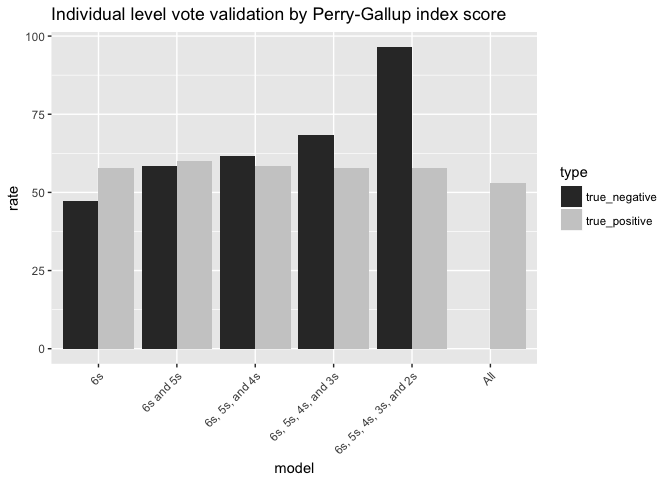 Individual level vote validation by Perry-Gallup index score
100
75
50
25
0
rate
6s
6s and 5s
6s, 5s, and 4s
6s, 5s, 4s, and 3s
6s, 5s, 4s, 3s, and 2s
All
model
type
true_negative
true_positive